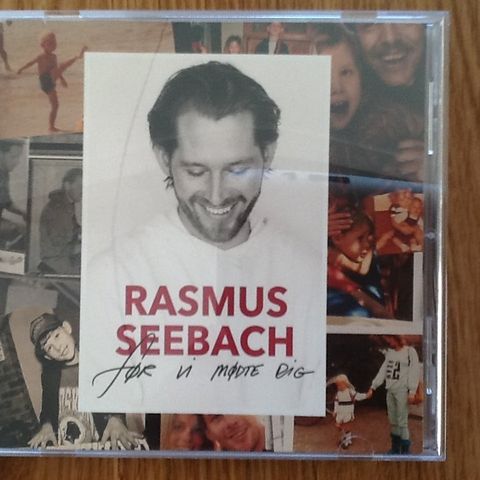 RASMUS
SEEBACH
FØR VI MØDTE DIG